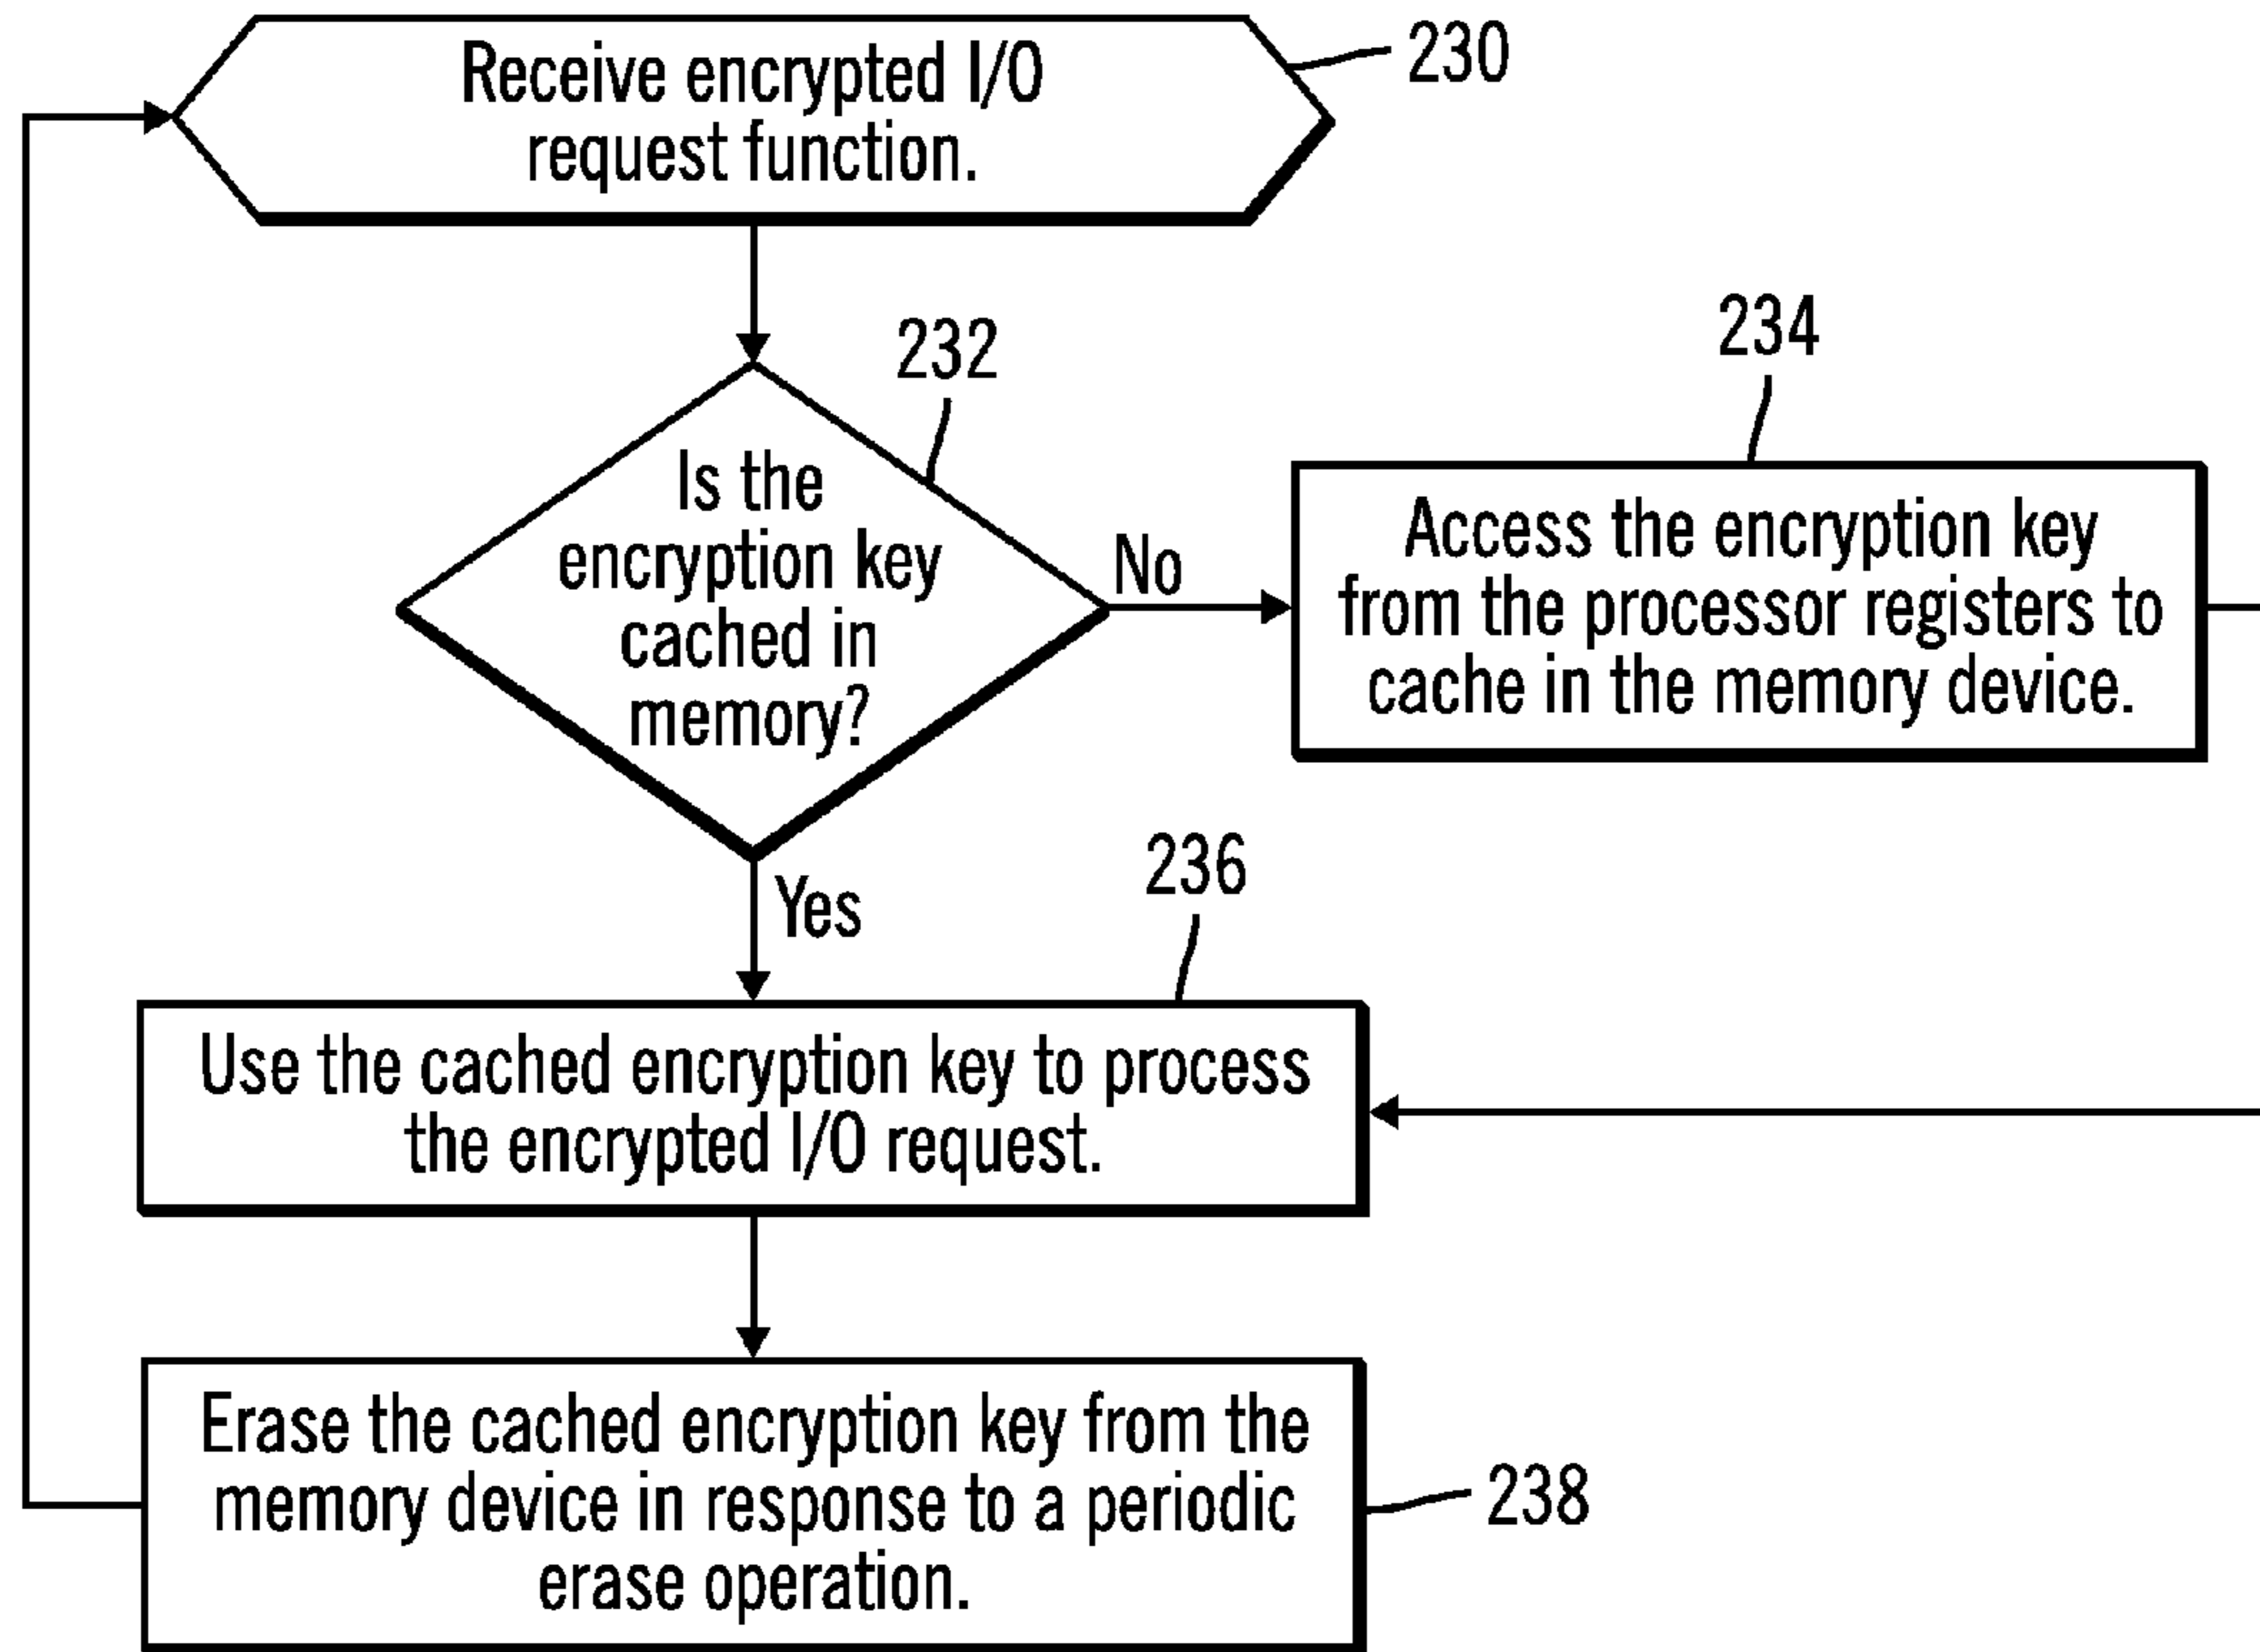 Receive encrypted I/O
request function.
230
232
Is the
encryption key
cached in
memory?
No
234
Access the encryption key
from the processor registers to
cache in the memory device.
Yes
236
Use the cached encryption key to process
the encrypted I/O request.
Erase the cached encryption key from the
memory device in response to a periodic
erase operation.
238